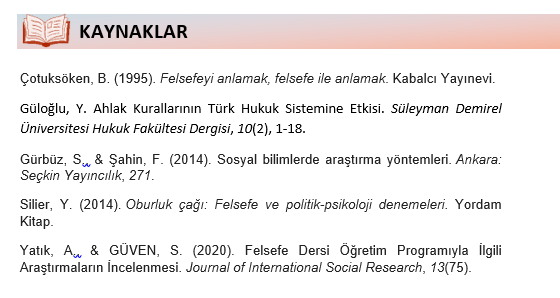 KAYNAKLAR
Çotuksöken, B. (1995). Felsefeyi anlamak, felsefe ile anlamak. Kabalcı Yayınevi.
Güloğlu, Y. Ahlak Kurallarının Türk Hukuk Sistemine Etkisi. Süleyman Demirel
Üniversitesi Hukuk Fakültesi Dergisi, 10(2), 1-18.
Gürbüz, S., & Şahin, F. (2014). Sosyal bilimlerde araştırma yöntemleri. Ankara:
Seçkin Yayıncılık, 271.
Silier, Y. (2014). Oburluk çağı: Felsefe ve politik-psikoloji denemeleri. Yordam
Kitap.
Yatık, A., & GÜVEN, S. (2020). Felsefe Dersi Öğretim Programıyla İlgili
Araştırmaların İncelenmesi. Journal of International Social Research, 13(75).